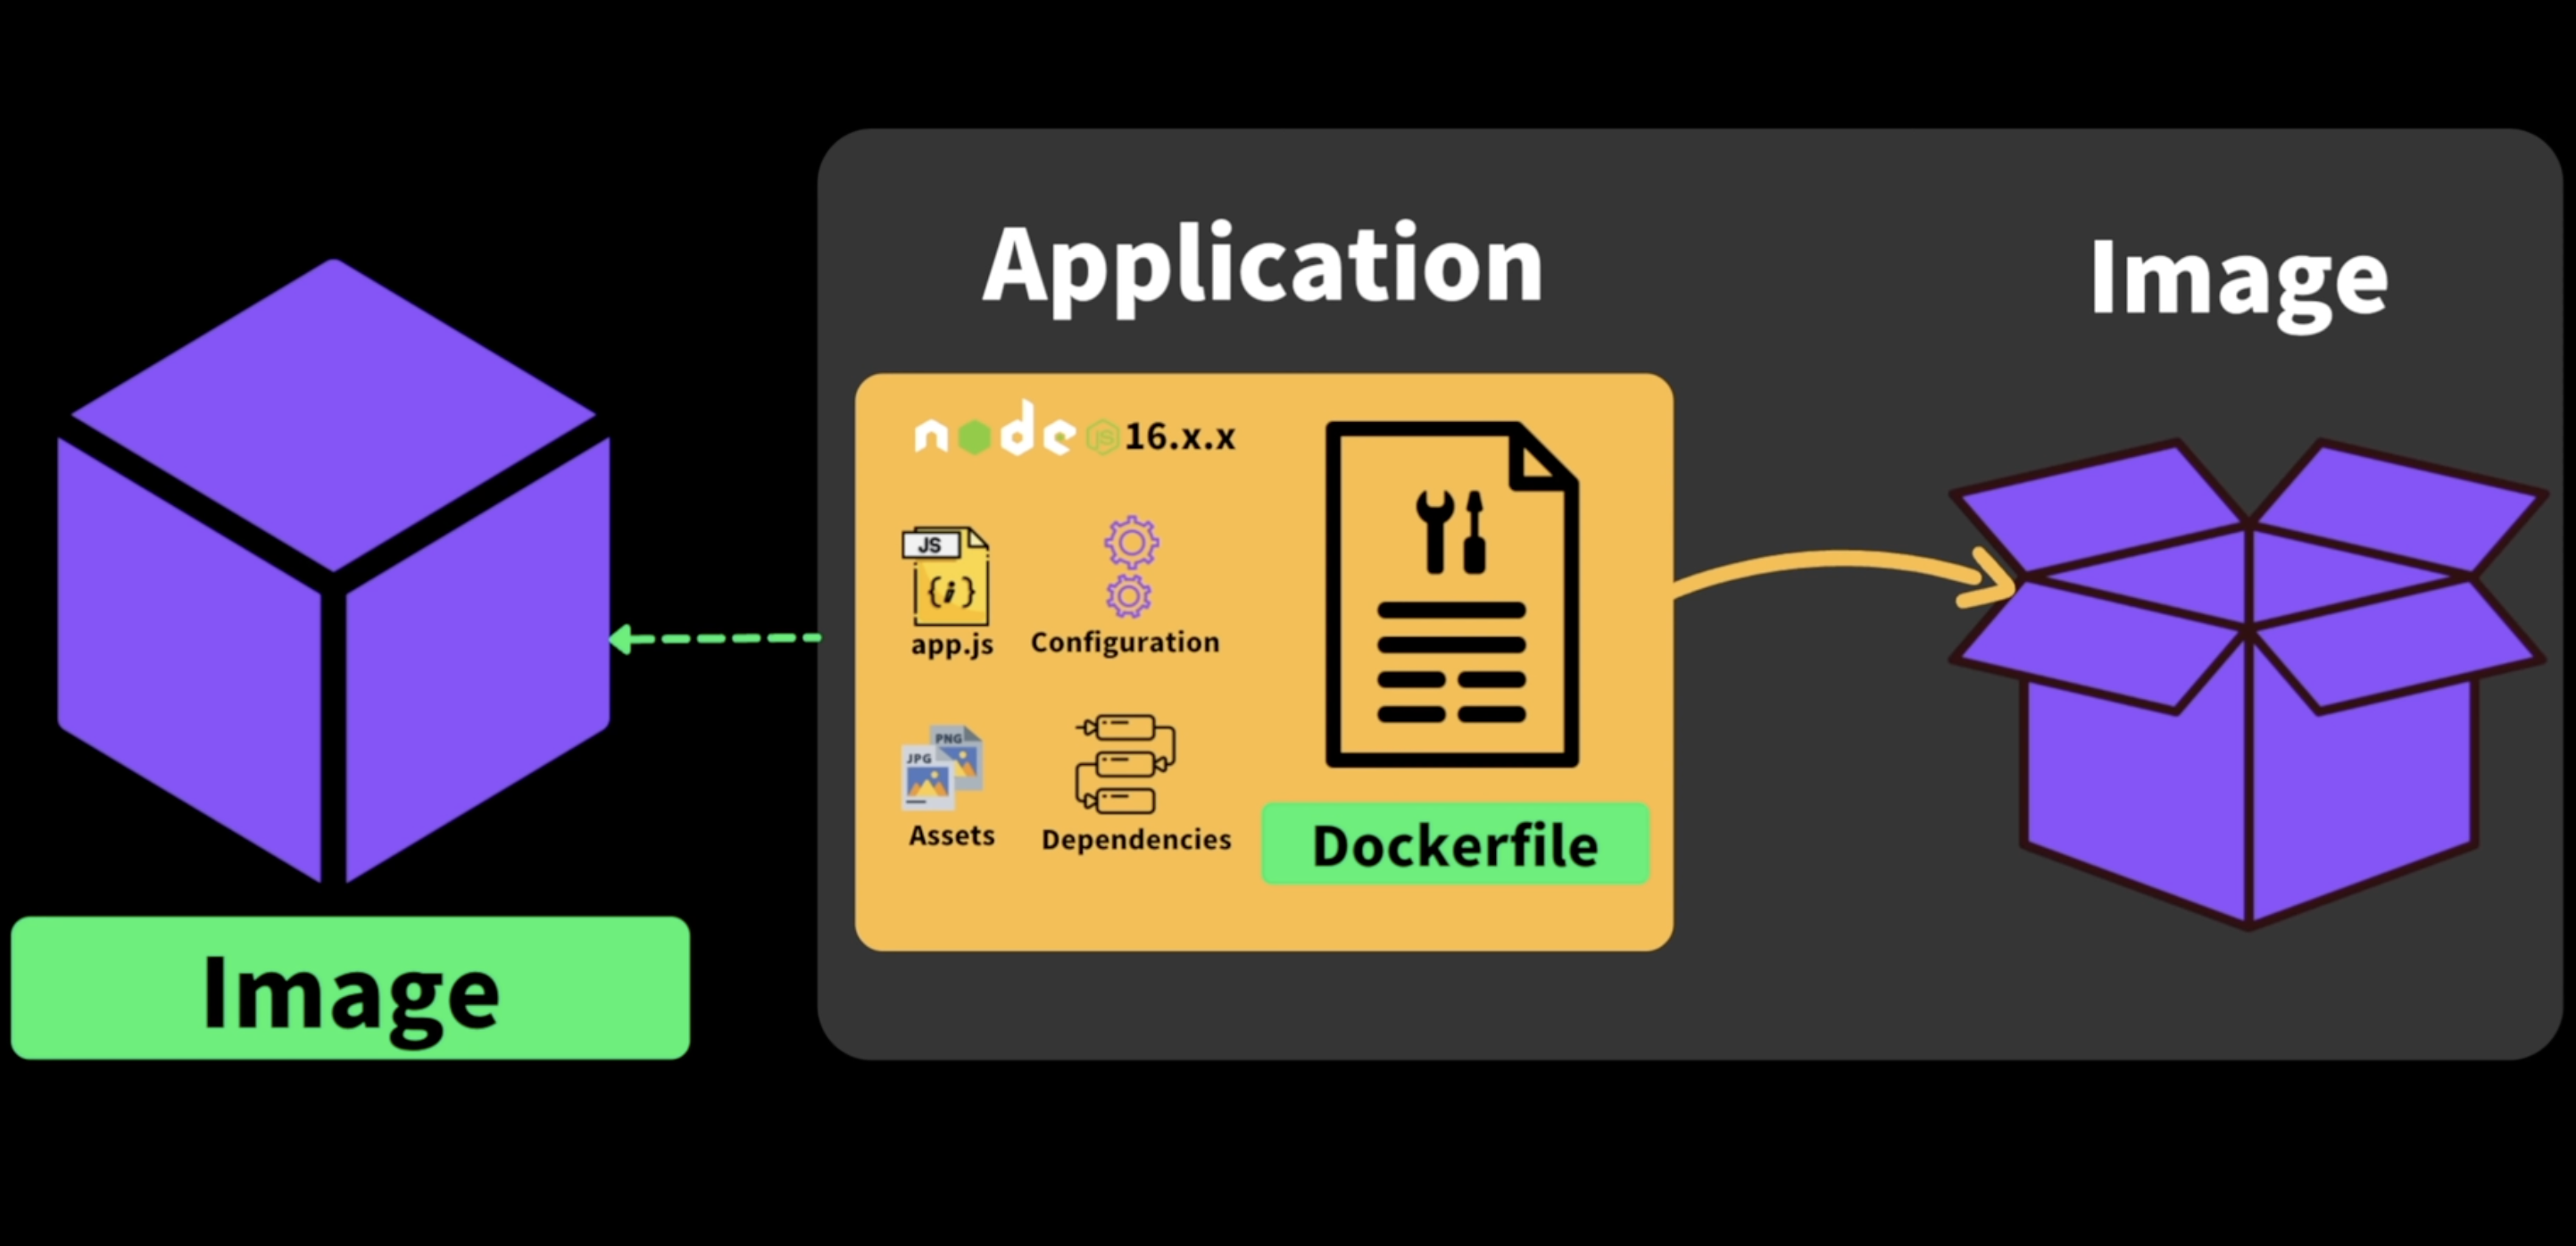 Application
Image
node JS 16.x.x
JS
{i}
app.js
Configuration
PNG
JPG
Assets
Dependencies
Dockerfile
Image